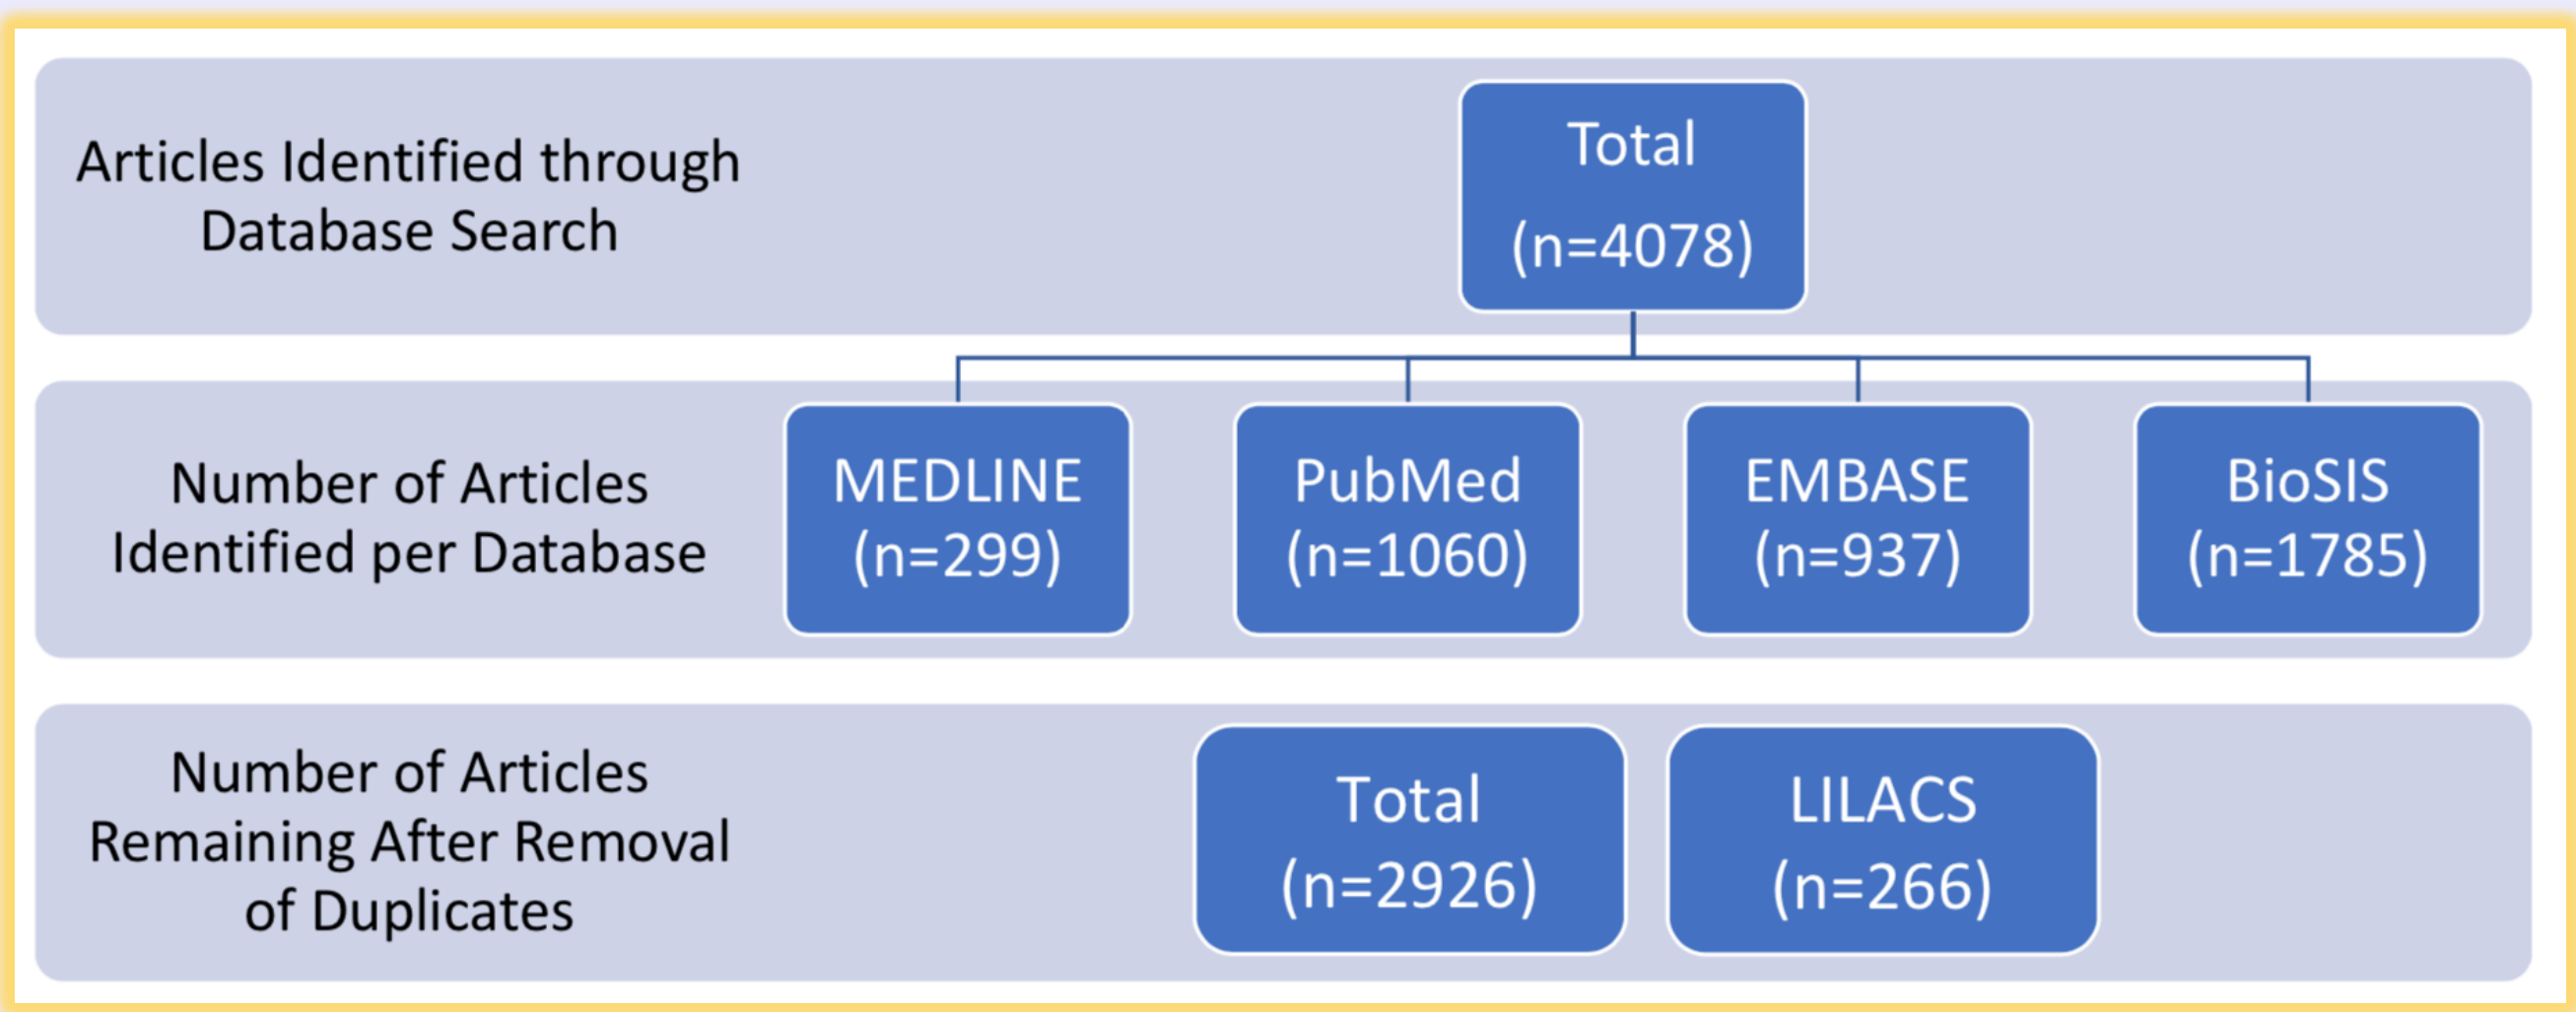 Articles Identified through
Database Search
Total
(n=4078)
Number of Articles
Identified per Database
MEDLINE
(n=299)
PubMed
(n=1060)
EMBASE
(n=937)
BioSIS
(n=1785)
Number of Articles
Remaining After Removal
of Duplicates
Total
(n=2926)
LILACS
(n=266)